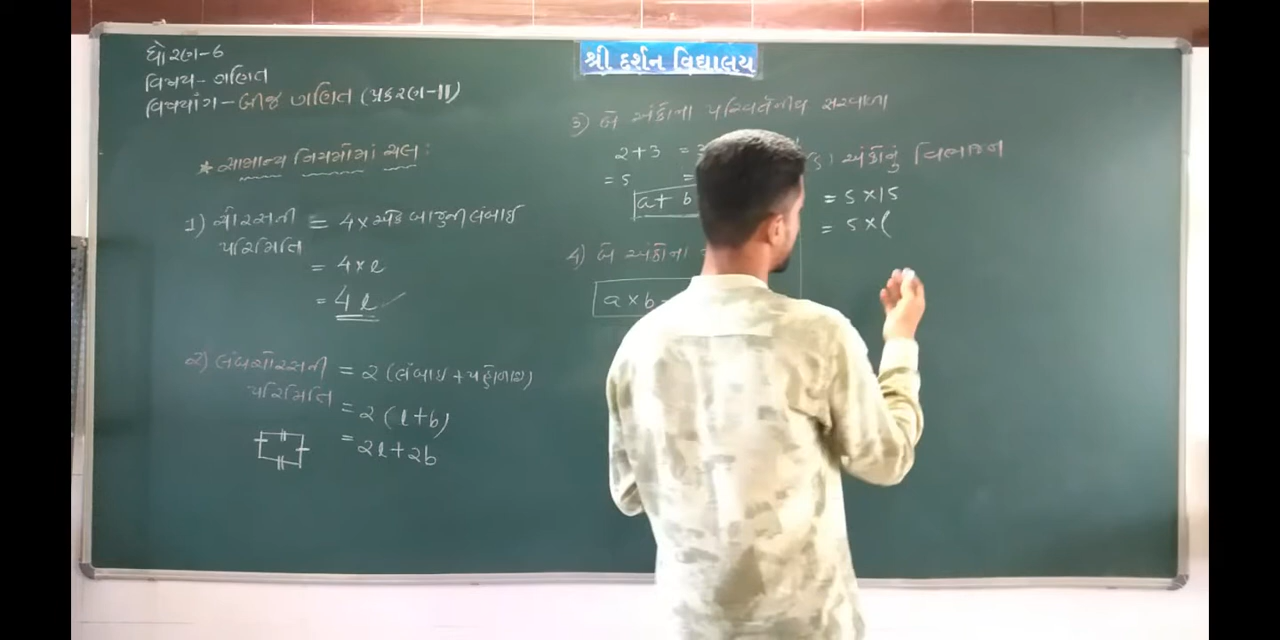 શ્રી દર્શન વિદ્યાલય
ધોરણ-6
વિષય- ગણિત
વિષયાંગ- બીજ ગણિત (પ્રકરણ-11)
* સામાન્ય નિયમોમાં ચલ:
1) ચોરસની = 4 × એક બાજુની લંબાઈ
પરિમિતિ
= 4×l
= 4l
૨) લંબચોરસની = 2 (લંબાઇ + પહોળાઇ)
પરિમિતિ
= 2 (l+b)
= 2l+2b
3) બે અંકોના પરિવર્તનીય સરવાળા
2+3 =
= 5 =
a+ b
4) બે અંકોના
a×b
અંકોનું વિભાજન
= 5 ×15
= 5 ×(